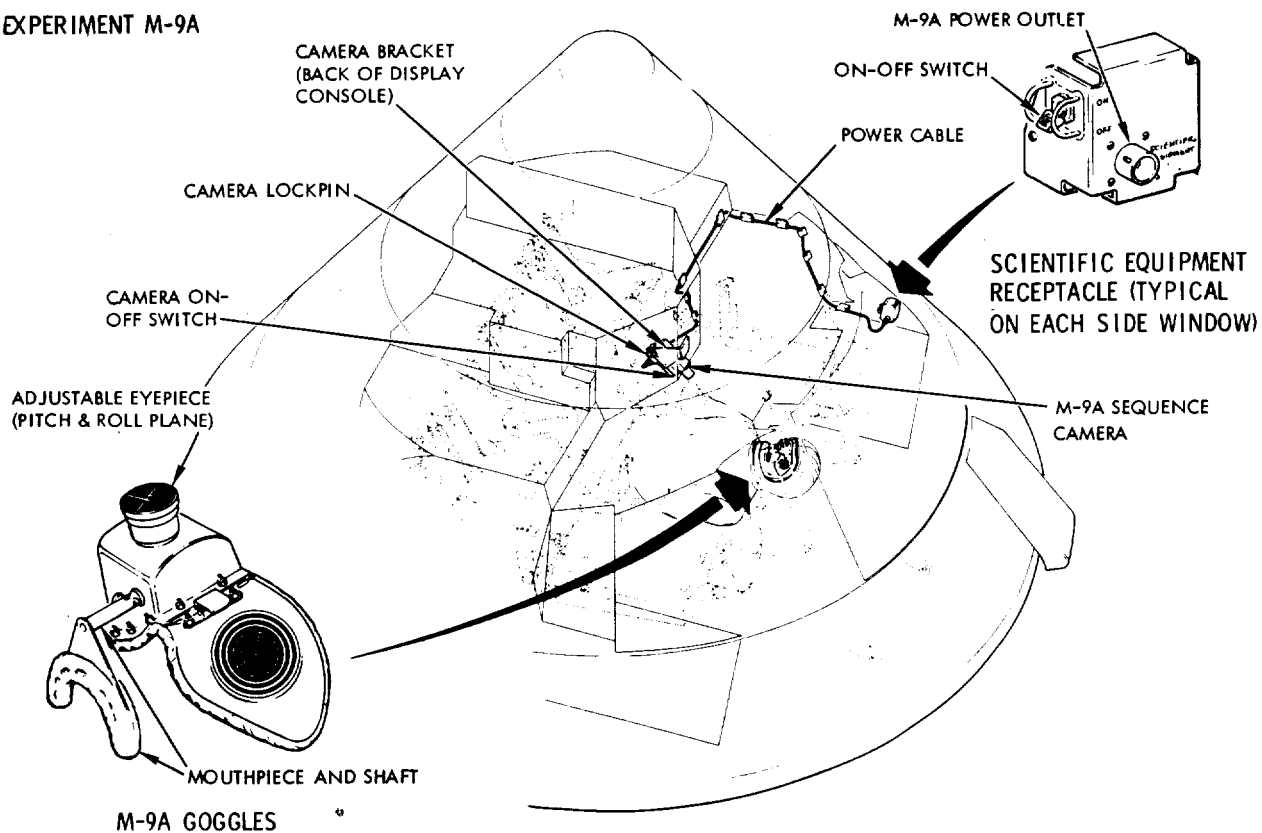 EXPERIMENT M-9A
CAMERA BRACKET
(BACK OF DISPLAY
CONSOLE)
M-9A POWER OUTLET
ON-OFF SWITCH
POWER CABLE
ON
OFF
CAMERA LOCKPIN
SCIENTIFIC EQUIPMENT
RECEPTACLE (TYPICAL
ON EACH SIDE WINDOW)
CAMERA ON-
OFF SWITCH
ADJUSTABLE EYEPIECE
(PITCH & ROLL PLANE)
M-9A SEQUENCE
CAMERA
MOUTHPIECE AND SHAFT
M-9A GOGGLES